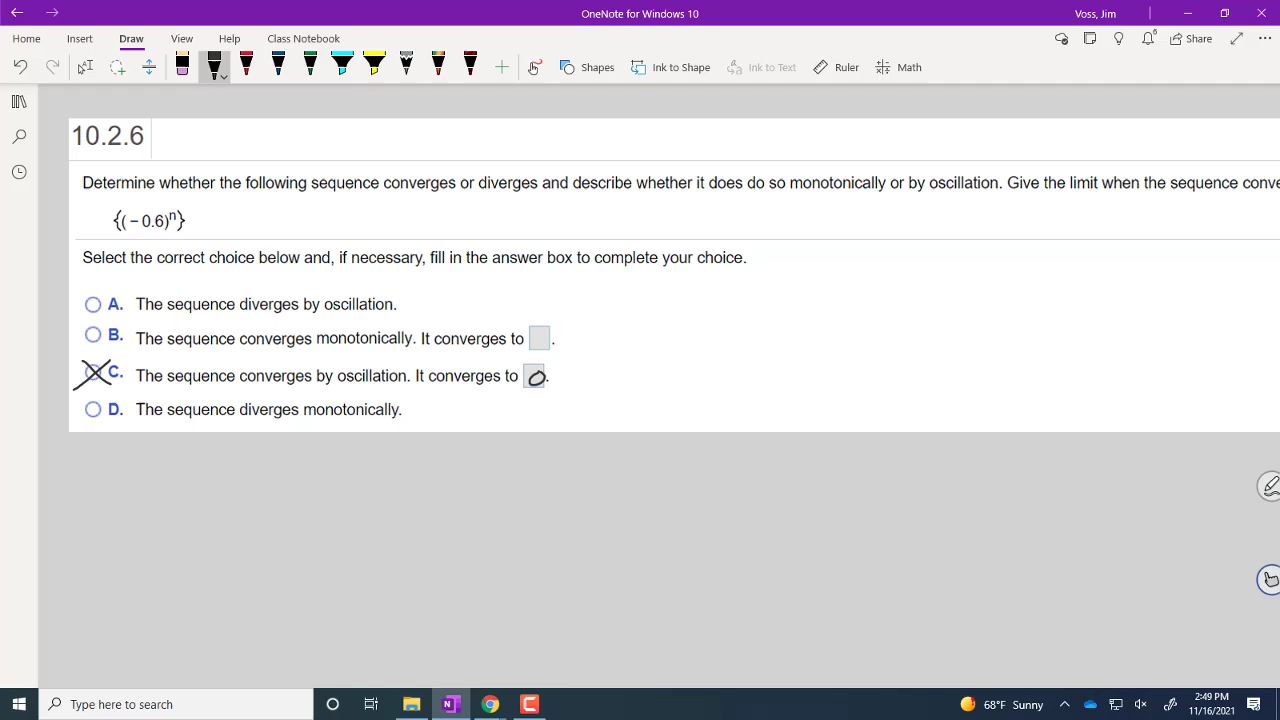 OneNote for Windows 10
Voss, Jim
Home Insert Draw View Help Class Notebook
Share
Shapes Ink to Shape Ink to Text Ruler Math
10.2.6
Determine whether the following sequence converges or diverges and describe whether it does do so monotonically or by oscillation. Give the limit when the sequence conve
{(-0.6)^n}
Select the correct choice below and, if necessary, fill in the answer box to complete your choice.
A. The sequence diverges by oscillation.
B. The sequence converges monotonically. It converges to .
C. The sequence converges by oscillation. It converges to 0.
D. The sequence diverges monotonically.
Type here to search
68°F Sunny
2:49 PM
11/16/2021